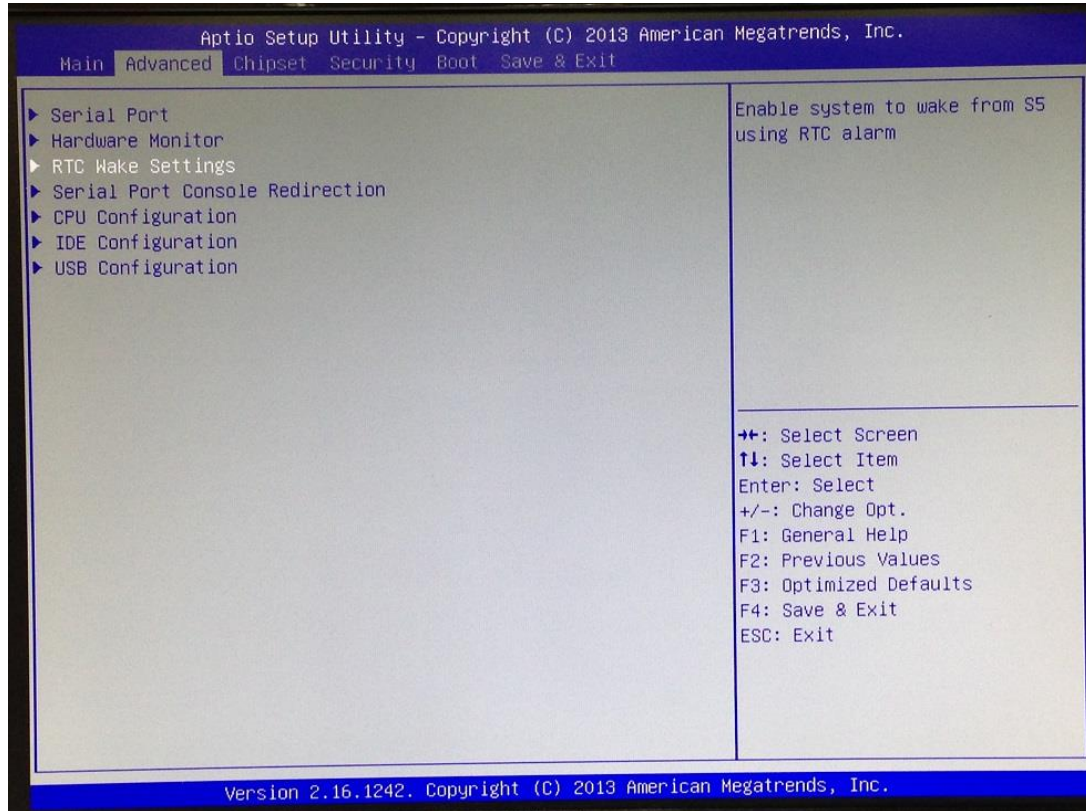 Aptio Setup Utility – Copyright (C) 2013 American Megatrends, Inc.
Main Advanced Chipset Security Boot Save & Exit
► Serial Port
► Hardware Monitor
► RTC Wake Settings
► Serial Port Console Redirection
► CPU Configuration
► IDE Configuration
► USB Configuration
Enable system to wake from S5
using RTC alarm
→←: Select Screen
↑↓: Select Item
Enter: Select
+/-: Change Opt.
F1: General Help
F2: Previous Values
F3: Optimized Defaults
F4: Save & Exit
ESC: Exit
Version 2.16.1242. Copyright (C) 2013 American Megatrends, Inc.